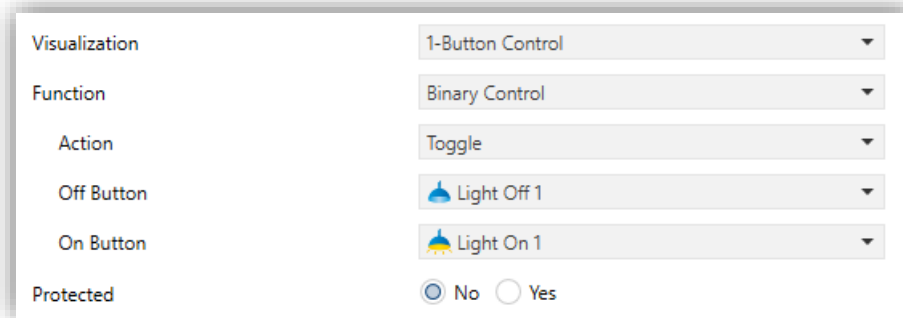 Visualization 1-Button Control
Function Binary Control
Action Toggle
Off Button Light Off 1
On Button Light On 1
Protected No Yes